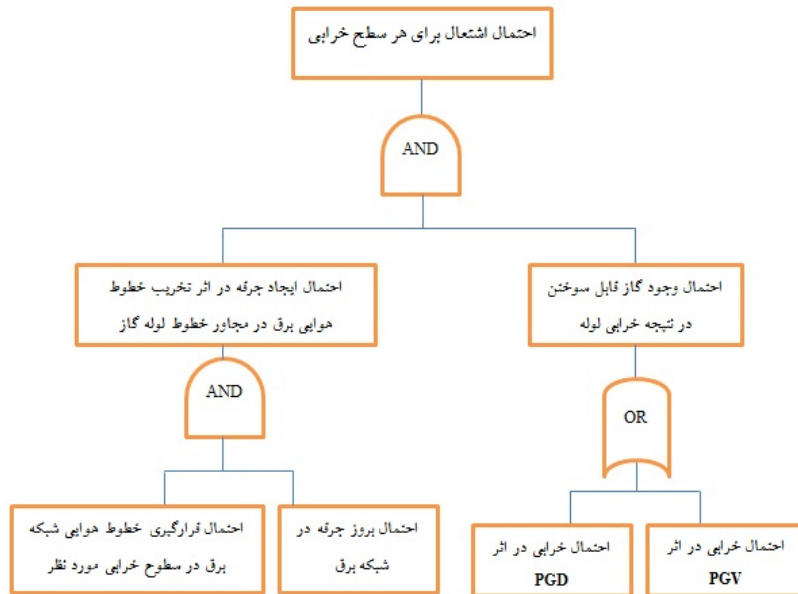 احتمال اشتعال برای هر سطح خرابی
AND
احتمال وجود گاز قابل سوختن
در نتیجه خرابی لوله
احتمال ایجاد جرقه در اثر تخریب خطوط
هوایی برق در مجاور خطوط لوله گاز
OR
AND
احتمال خرابی در اثر
PGV
احتمال خرابی در اثر
PGD
احتمال بروز جرقه در
شبکه برق
احتمال قرارگیری خطوط هوایی شبکه
برق در سطوح خرابی مورد نظر